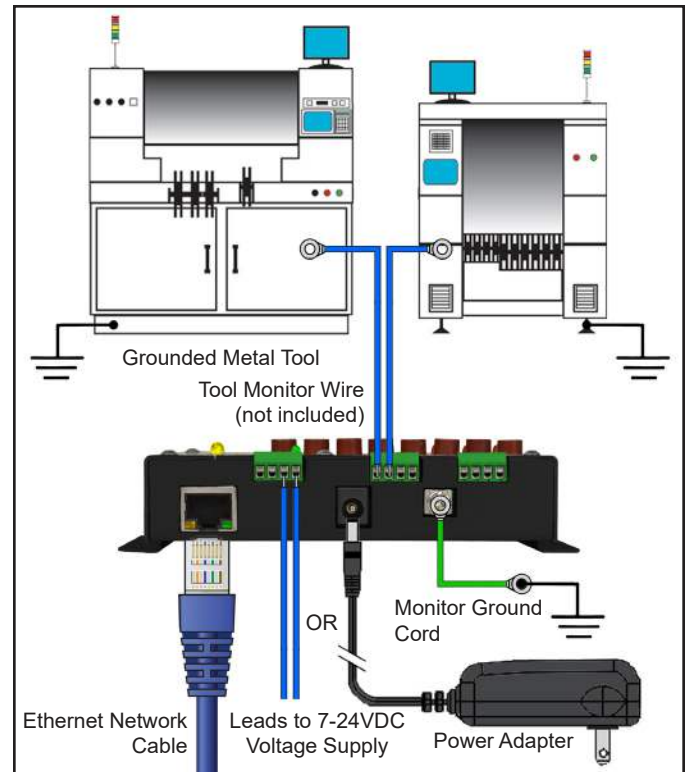 Grounded Metal Tool
Tool Monitor Wire
(not included)
OR
Monitor Ground
Cord
Ethernet Network
Cable
Leads to 7-24VDC
Voltage Supply
Power Adapter